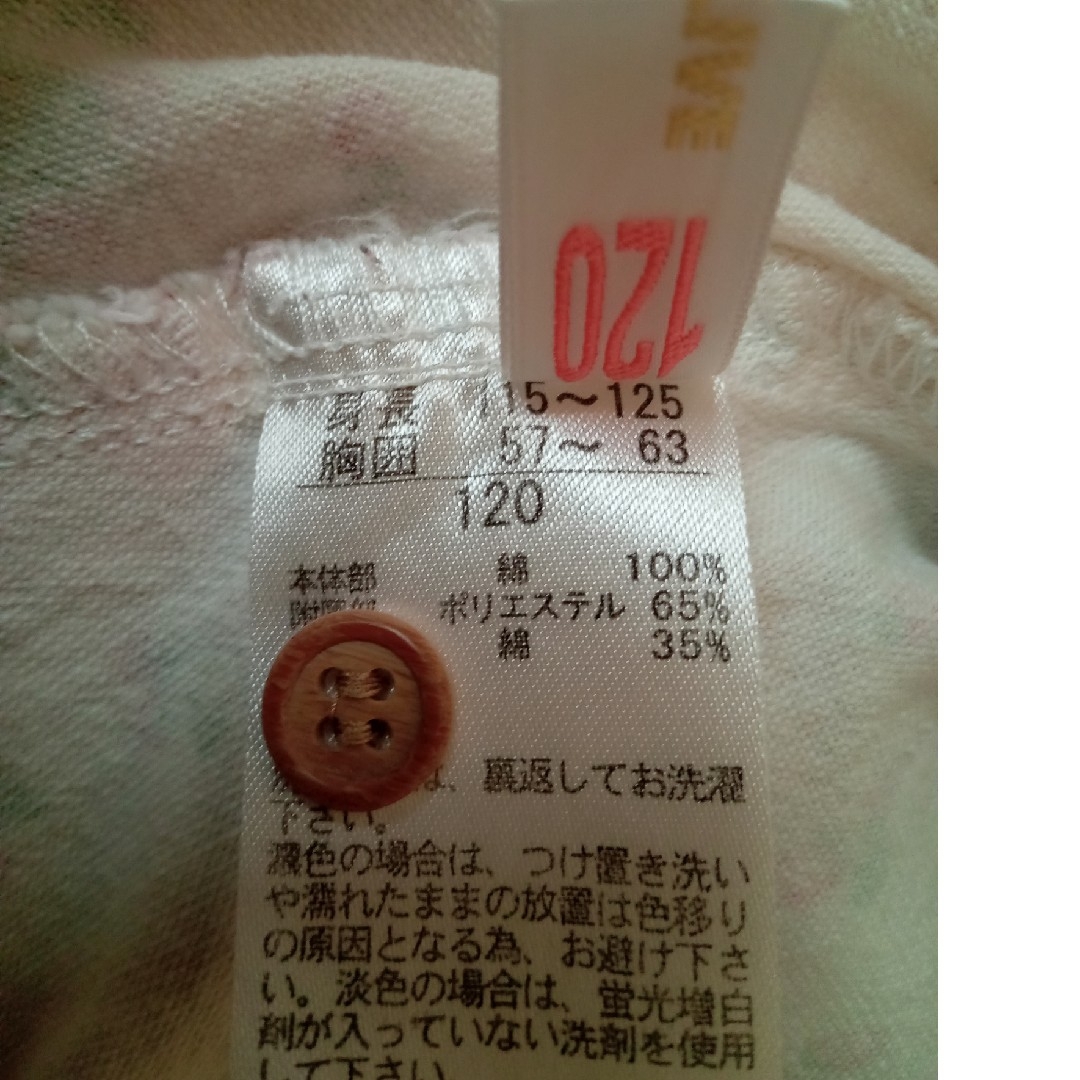 120
身長 115～125
胸囲 57～ 63
120
本体部 綿 100%
附属部 ポリエステル 65%
綿 35%
は、裏返してお洗濯
下さい。
濃色の場合は、つけ置き洗い
や濡れたままの放置は色移り
の原因となる為、お避け下さ
い。淡色の場合は、蛍光増白
剤が入っていない洗剤を使用
して下さい